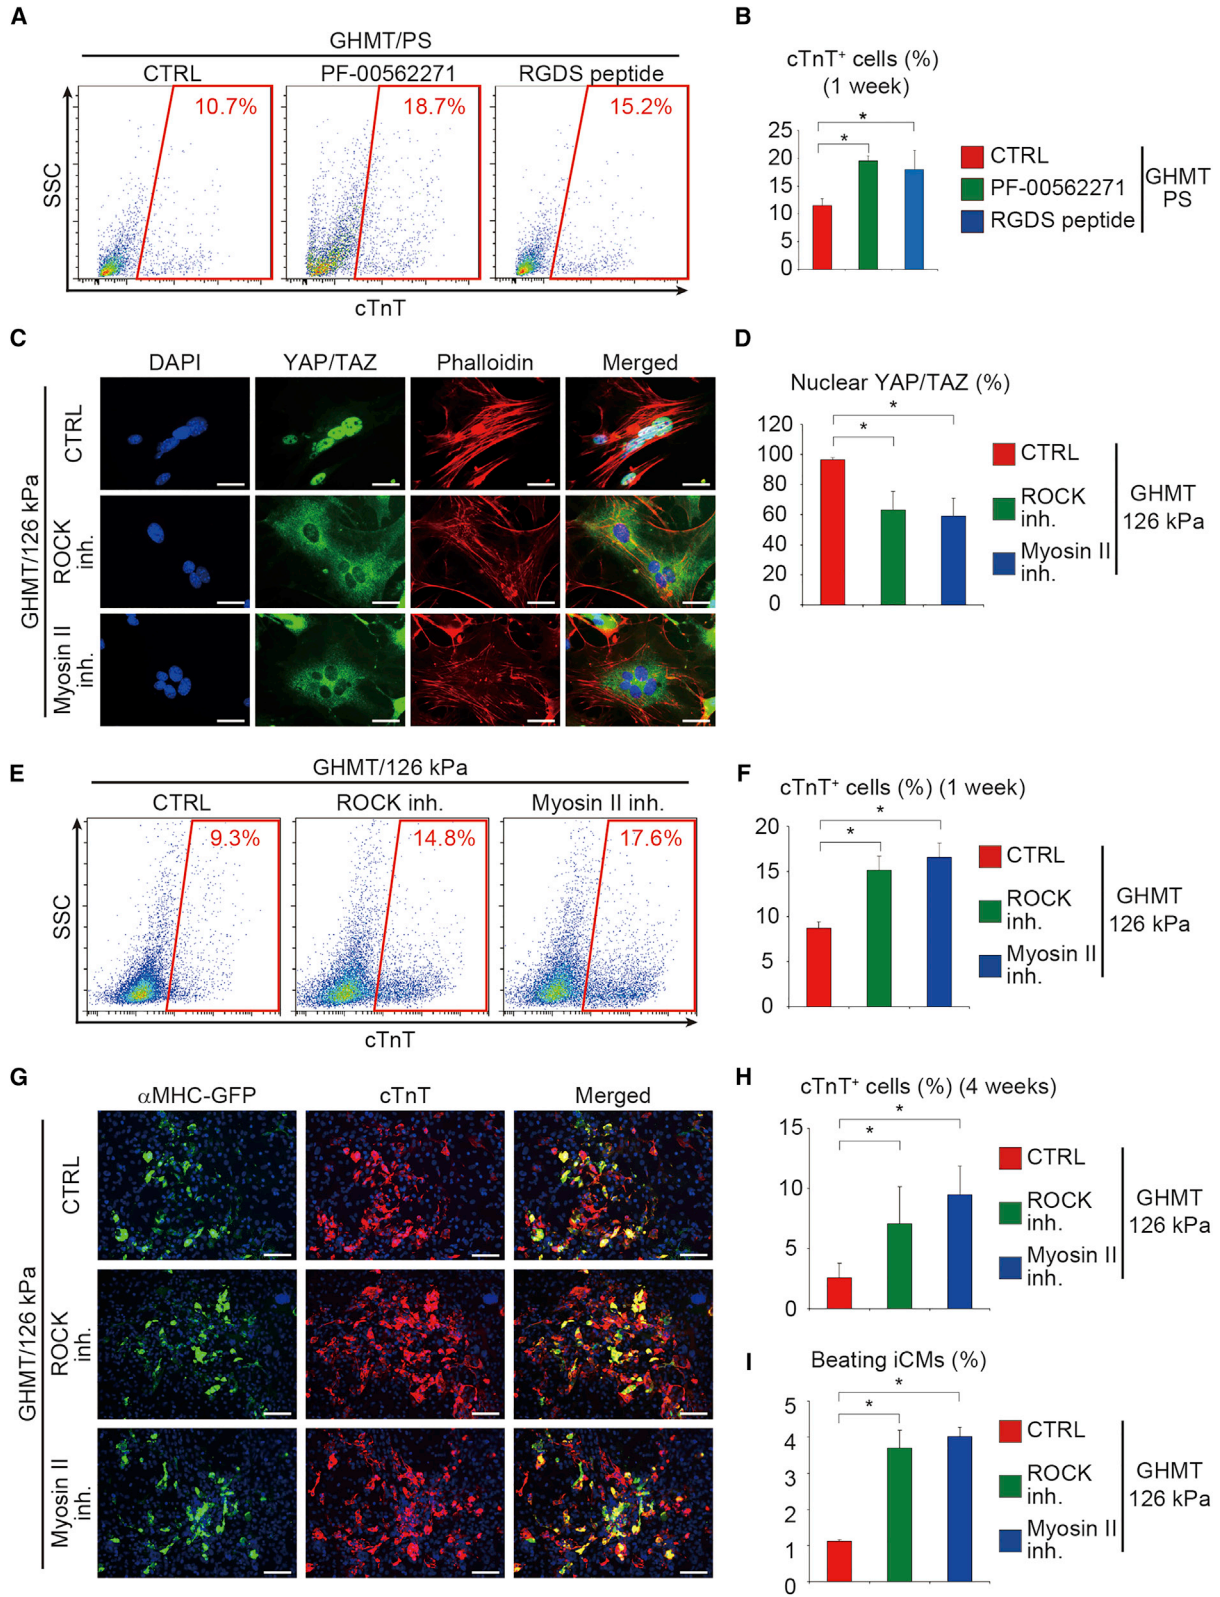 A
GHMT/PS
CTRL
PF-00562271
RGDS peptide
10.7%
18.7%
15.2%
SSC
cTnT
B
cTnT+ cells (%)
(1 week)
25
20
15
10
5
0
*
*
CTRL
PF-00562271
RGDS peptide
GHMT
PS
C
DAPI
YAP/TAZ
Phalloidin
Merged
GHMT/126 kPa
CTRL
ROCK
inh.
Myosin II
inh.
D
Nuclear YAP/TAZ (%)
120
100
80
60
40
20
0
*
*
CTRL
ROCK
inh.
Myosin II
inh.
GHMT
126 kPa
E
GHMT/126 kPa
CTRL
ROCK inh.
Myosin II inh.
9.3%
14.8%
17.6%
SSC
cTnT
F
cTnT+ cells (%) (1 week)
20
15
10
5
0
*
*
CTRL
ROCK
inh.
Myosin II
inh.
GHMT
126 kPa
G
αMHC-GFP
cTnT
Merged
GHMT/126 kPa
CTRL
ROCK
inh.
Myosin II
inh.
H
cTnT+ cells (%) (4 weeks)
15
10
5
0
*
*
CTRL
ROCK
inh.
Myosin II
inh.
GHMT
126 kPa
I
Beating iCMs (%)
5
4
3
2
1
0
*
*
CTRL
ROCK
inh.
Myosin II
inh.
GHMT
126 kPa